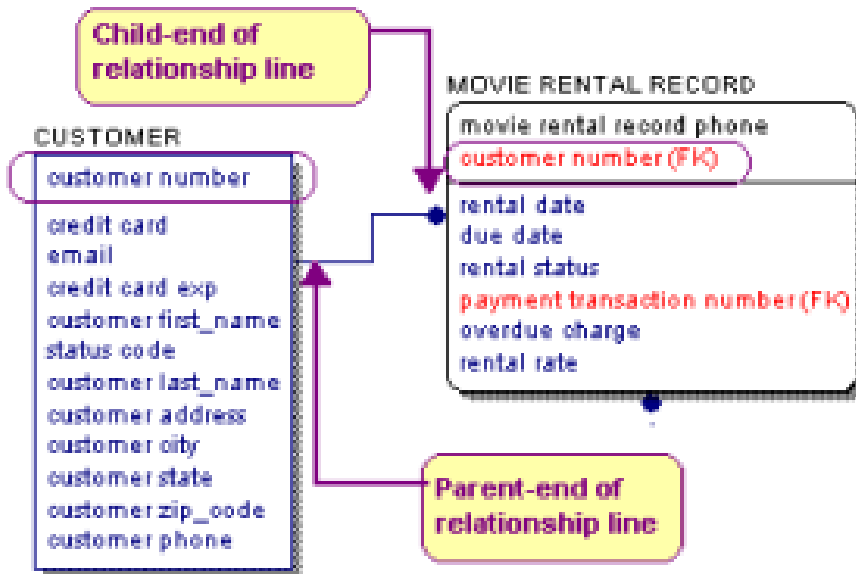 Child-end of
relationship line
MOVIE RENTAL RECORD
movie rental record phone
customer number (FK)
rental date
due date
rental status
payment transaction number (FK)
overdue charge
rental rate
CUSTOMER
customer number
credit card
email
credit card exp
customer first_name
status code
customer last_name
customer address
customer city
customer state
customer zip_code
customer phone
Parent-end of
relationship line